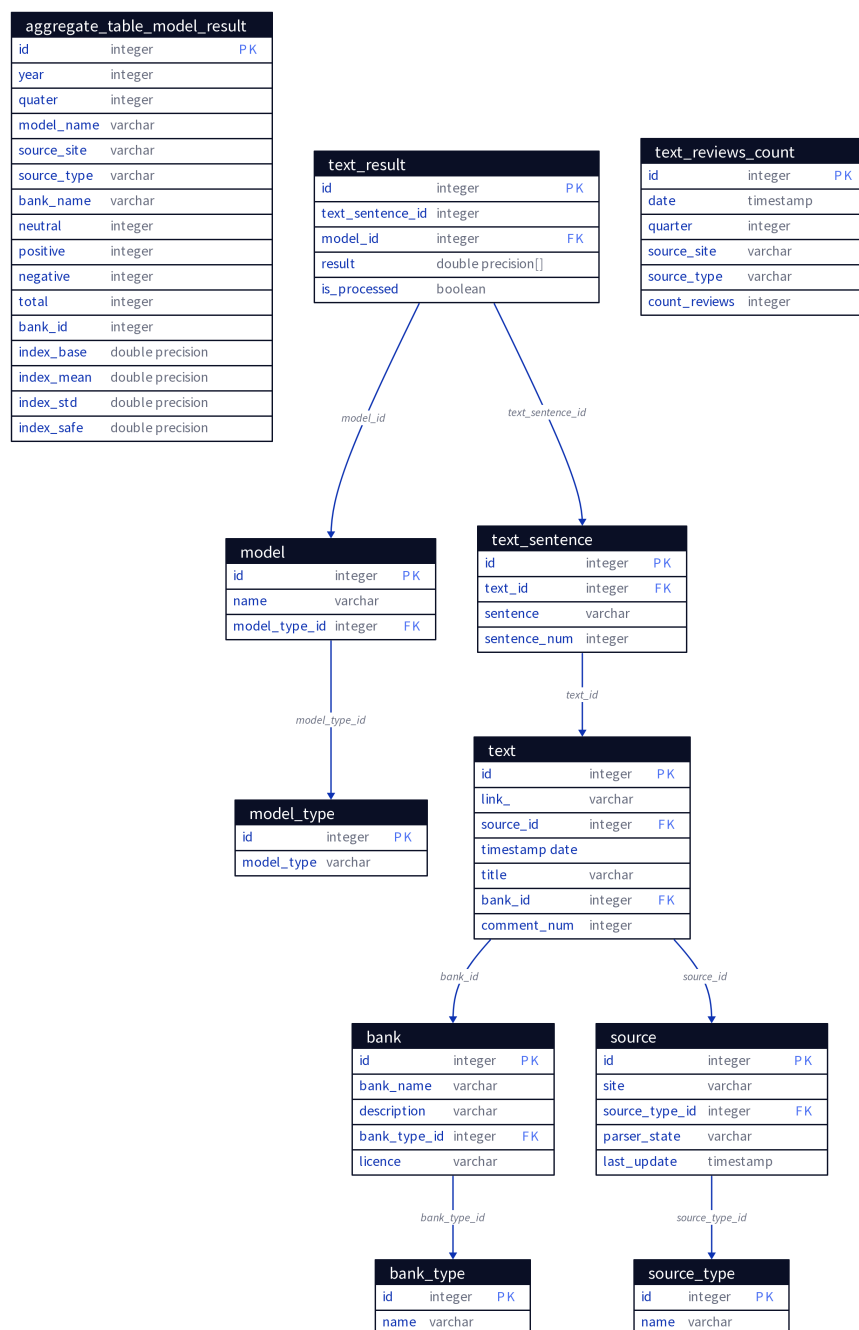 aggregate_table_model_result
id integer PK
year integer
quater integer
model_name varchar
source_site varchar
source_type varchar
bank_name varchar
neutral integer
positive integer
negative integer
total integer
bank_id integer
index_base double precision
index_mean double precision
index_std double precision
index_safe double precision
text_result
id integer PK
text_sentence_id integer
model_id integer FK
result double precision[]
is_processed boolean
text_reviews_count
id integer PK
date timestamp
quarter integer
source_site varchar
source_type varchar
count_reviews integer
model_id
text_sentence_id
model
id integer PK
name varchar
model_type_id integer FK
text_sentence
id integer PK
text_id integer FK
sentence varchar
sentence_num integer
model_type_id
text_id
model_type
id integer PK
model_type varchar
text
id integer PK
link_ varchar
source_id integer FK
timestamp date
title varchar
bank_id integer FK
comment_num integer
bank_id
source_id
bank
id integer PK
bank_name varchar
description varchar
bank_type_id integer FK
licence varchar
source
id integer PK
site varchar
source_type_id integer FK
parser_state varchar
last_update timestamp
bank_type_id
source_type_id
bank_type
id integer PK
name varchar
source_type
id integer PK
name varchar